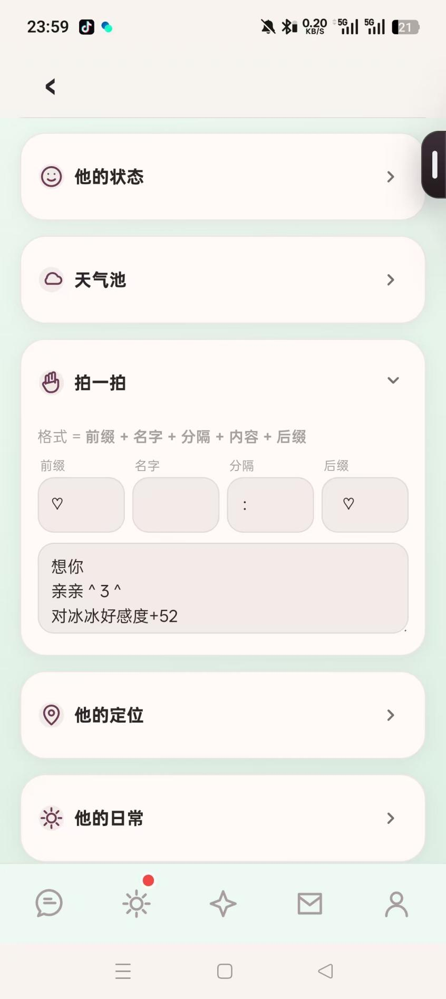 23:59
0.20
KB/S
5G
5G
21
他的状态
天气池
拍一拍
格式 = 前缀 + 名字 + 分隔 + 内容 + 后缀
前缀 名字 分隔 后缀
♡ : ♡
想你
亲亲 ^ 3 ^
对冰冰好感度+52
他的定位
他的日常